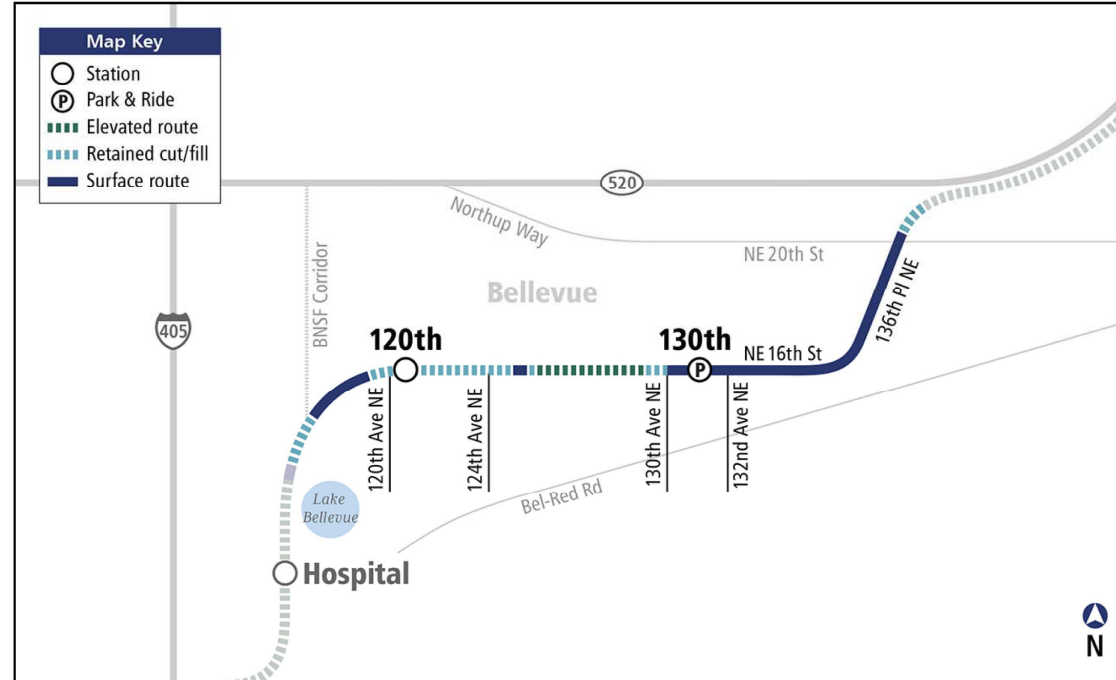 Map Key
Station
P Park & Ride
Elevated route
Retained cut/fill
Surface route
520
Northup Way
NE 20th St
BNSF Corridor
Bellevue
136th Pl NE
405
120th
130th
NE 16th St
P
120th Ave NE
124th Ave NE
130th Ave NE
132nd Ave NE
Lake
Bellevue
Bel-Red Rd
Hospital
N